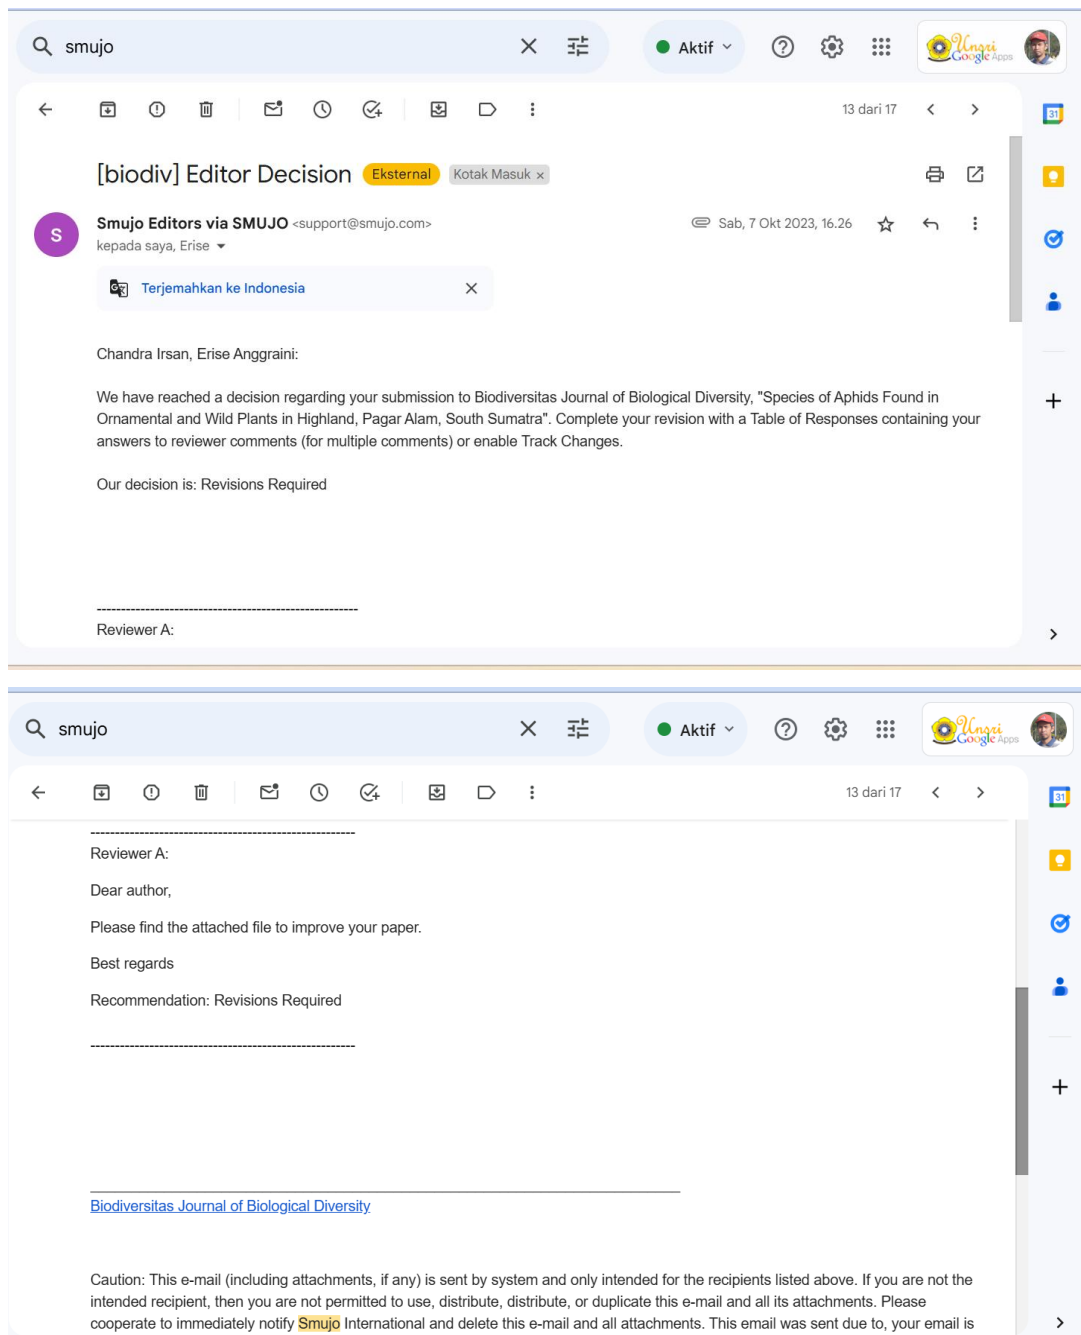 smujo
Aktif
Unsri
Google Apps
13 dari 17
31
[biodiv] Editor Decision Eksternal Kotak Masuk ×
S
Smujo Editors via SMUJO <support@smujo.com>
Sab, 7 Okt 2023, 16.26
kepada saya, Erise
Terjemahkan ke Indonesia
Chandra Irsan, Erise Anggraini:
We have reached a decision regarding your submission to Biodiversitas Journal of Biological Diversity, "Species of Aphids Found in
Ornamental and Wild Plants in Highland, Pagar Alam, South Sumatra". Complete your revision with a Table of Responses containing your
answers to reviewer comments (for multiple comments) or enable Track Changes.
Our decision is: Revisions Required
------------------------------------------------------
Reviewer A:
smujo
Aktif
Unsri
Google Apps
13 dari 17
31
------------------------------------------------------
Reviewer A:
Dear author,
Please find the attached file to improve your paper.
Best regards
Recommendation: Revisions Required
------------------------------------------------------
Biodiversitas Journal of Biological Diversity
Caution: This e-mail (including attachments, if any) is sent by system and only intended for the recipients listed above. If you are not the
intended recipient, then you are not permitted to use, distribute, distribute, or duplicate this e-mail and all its attachments. Please
cooperate to immediately notify Smujo International and delete this e-mail and all attachments. This email was sent due to, your email is